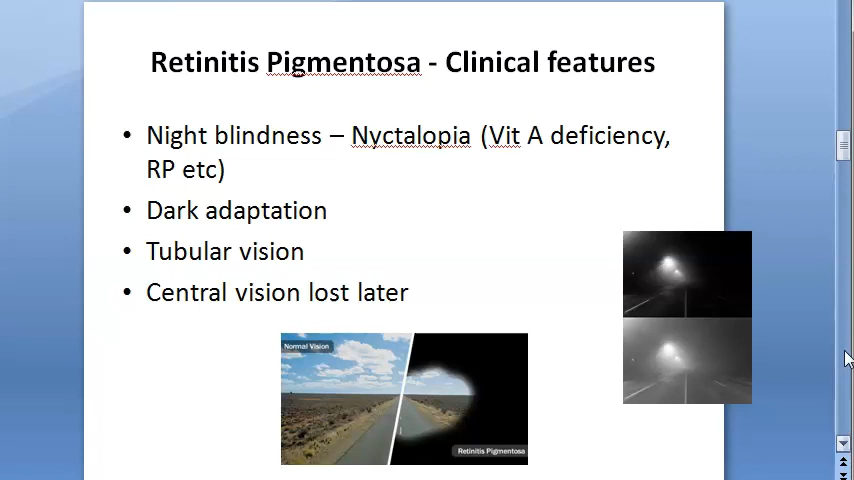 Retinitis Pigmentosa - Clinical features
• Night blindness – Nyctalopia (Vit A deficiency,
RP etc)
• Dark adaptation
• Tubular vision
• Central vision lost later
Normal Vision
Retinitis Pigmentosa